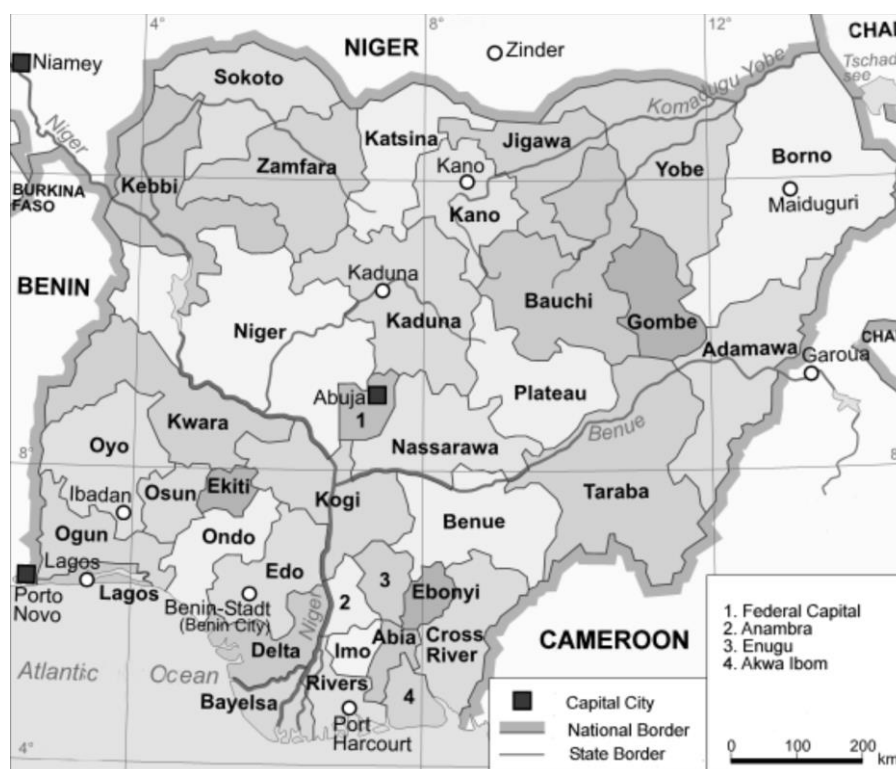 4°
8°
12°
NIGER
Zinder
CHAI
Niamey
Tschad-
see
Sokoto
Komadugu Yobe
Niger
Katsina
Jigawa
Zamfara
Kano
Yobe
Borno
Kebbi
BURKINA
FASO
Kano
Maiduguri
BENIN
Kaduna
Bauchi
Niger
Kaduna
Gombe
CHA
Adamawa
Garoua
Abuja
Plateau
1
Kwara
Benue
Oyo
Nassarawa
8
Ibadan
Osun
Ekiti
Kogi
Taraba
Benue
Ogun
Ondo
Lagos
Edo
3
Ebonyi
Porto
Novo
Lagos
Benin-Stadt
(Benin City)
Niger
2
Abia
Cross
River
CAMEROON
Delta
Imo
Atlantic Ocean
Bayelsa
Rivers
4
Port
Harcourt
4°
1. Federal Capital
2. Anambra
3. Enugu
4. Akwa Ibom
Capital City
National Border
State Border
0 100 200
km